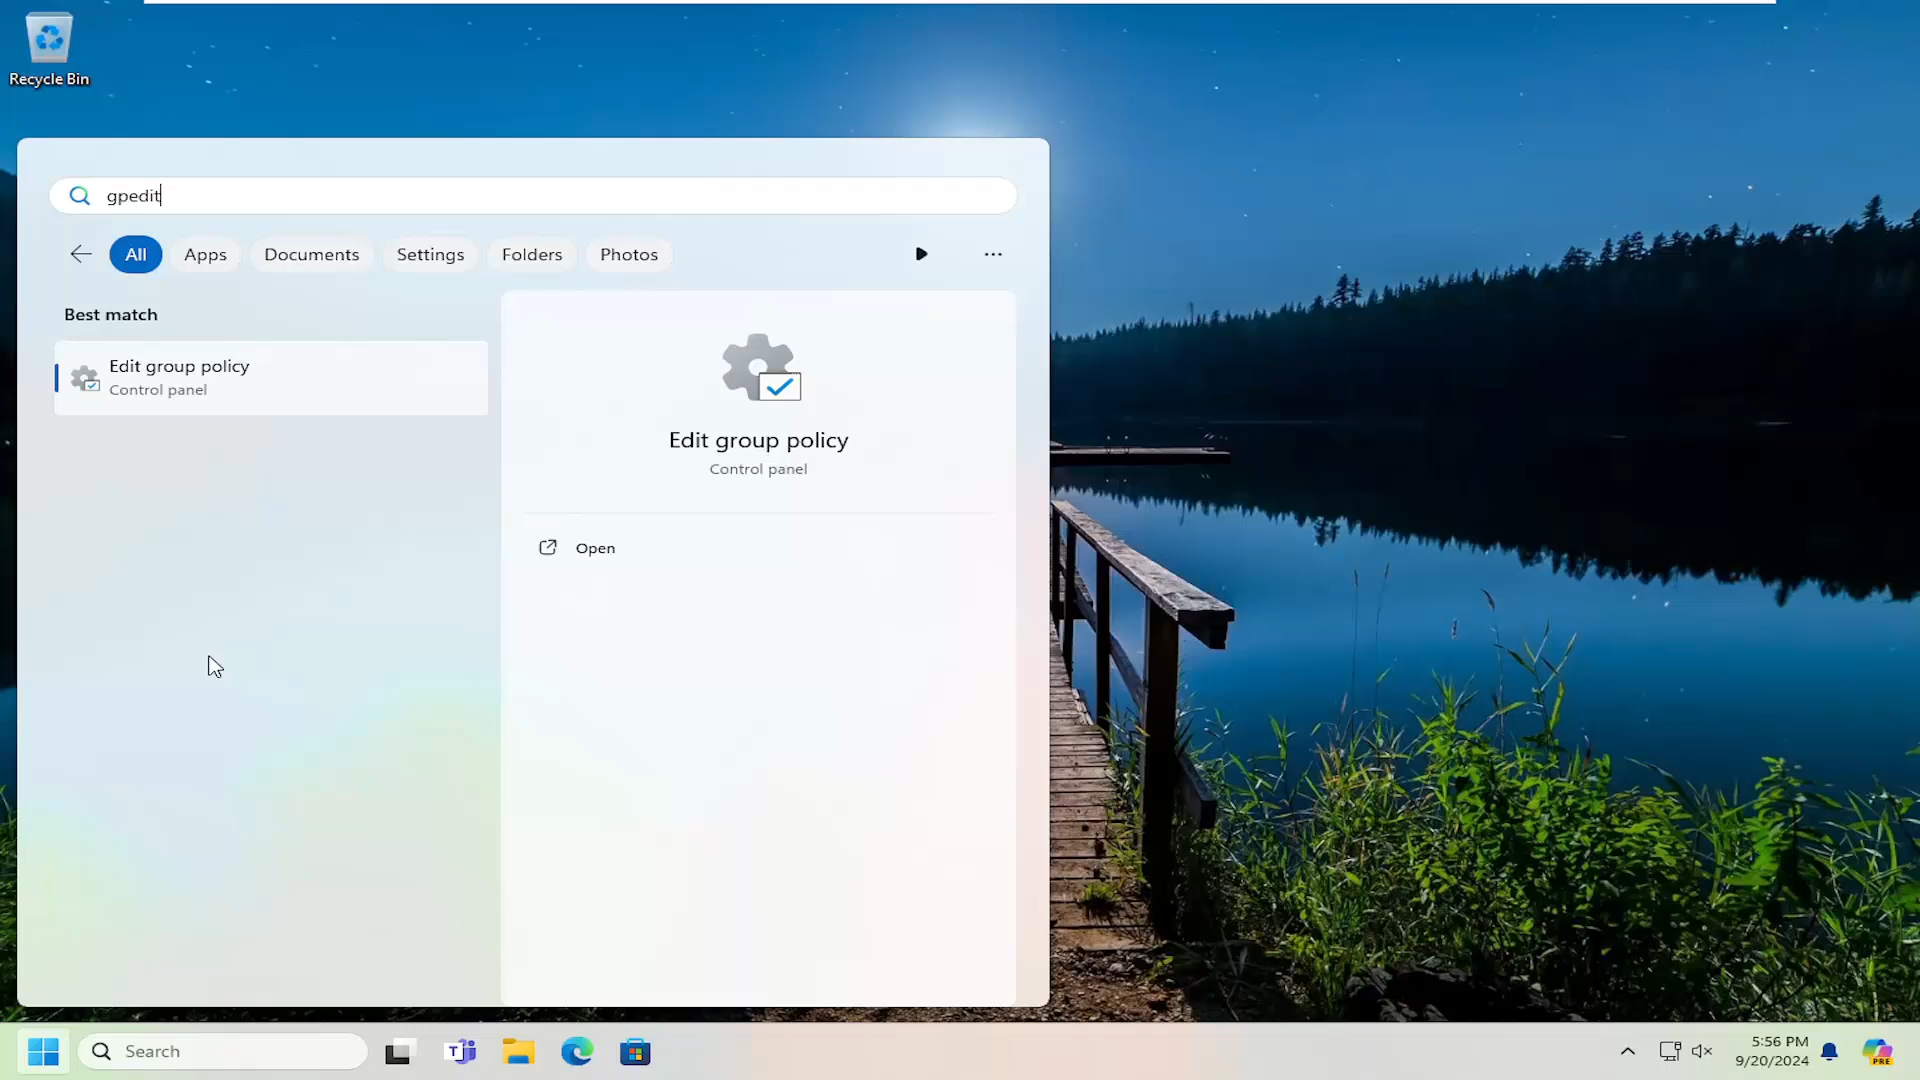 Recycle Bin
gpedit
All Apps Documents Settings Folders Photos
Best match
Edit group policy
Control panel
Edit group policy
Control panel
Open
Search
T
5:56 PM
9/20/2024
PRE